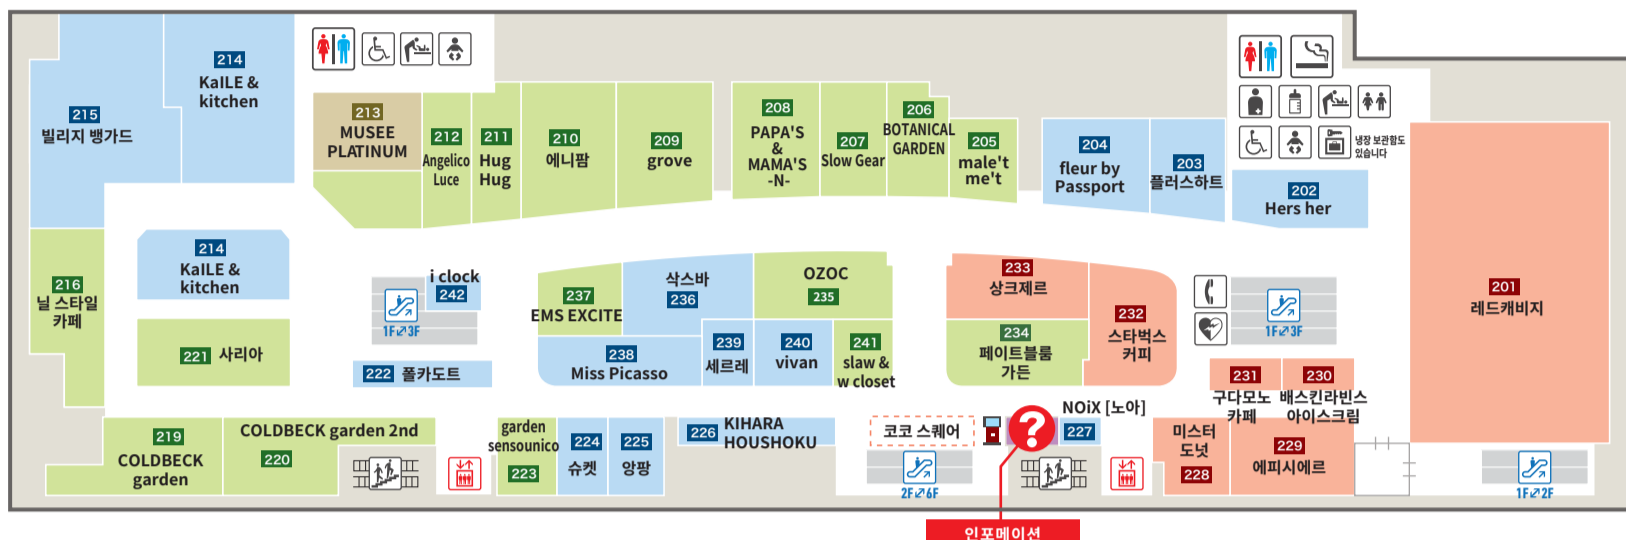 214
KaILE &
kitchen
215
빌리지 뱅가드
213
MUSEE
PLATINUM
212
Angelico
Luce
211
Hug
Hug
210
에니팜
209
grove
208
PAPA'S
&
MAMA'S
-N-
207
Slow Gear
206
BOTANICAL
GARDEN
205
male't
me't
204
fleur by
Passport
203
플러스하트
냉장 보관함도
있습니다
202
Hers her
201
레드캐비지
216
닐 스타일
카페
214
KaILE &
kitchen
221 사리아
i clock
242
1F 3F
222 폴카도트
237
EMS EXCITE
삭스바
236
OZOC
235
238
Miss Picasso
239
세르레
240
vivan
241
slaw &
w closet
233
상크제르
234
페이트블룸
가든
232
스타벅스
커피
1F 3F
231
구다모노
카페
230
배스킨라빈스
아이스크림
219
COLDBECK
garden
COLDBECK garden 2nd
220
garden
sensounico
223
224
슈켓
225
앙팡
226 KIHARA
HOUSHOKU
코코 스퀘어
2F 6F
?
NOiX [노아]
227
미스터
도넛
228
229
에피시에르
1F 2F
인포메이션